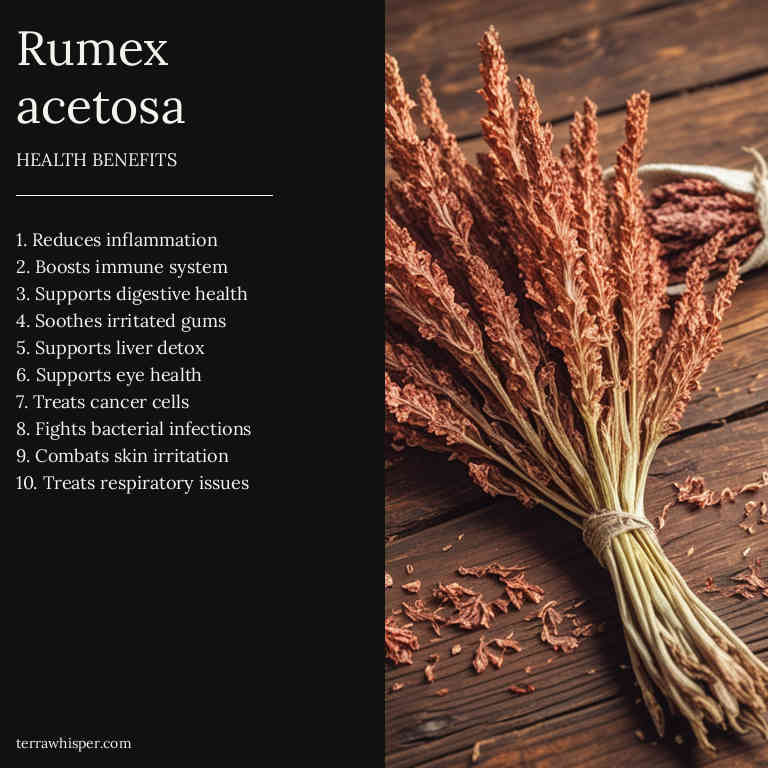 Rumex
acetosa
HEALTH BENEFITS
1. Reduces inflammation
2. Boosts immune system
3. Supports digestive health
4. Soothes irritated gums
5. Supports liver detox
6. Supports eye health
7. Treats cancer cells
8. Fights bacterial infections
9. Combats skin irritation
10. Treats respiratory issues
terrawhisper.com